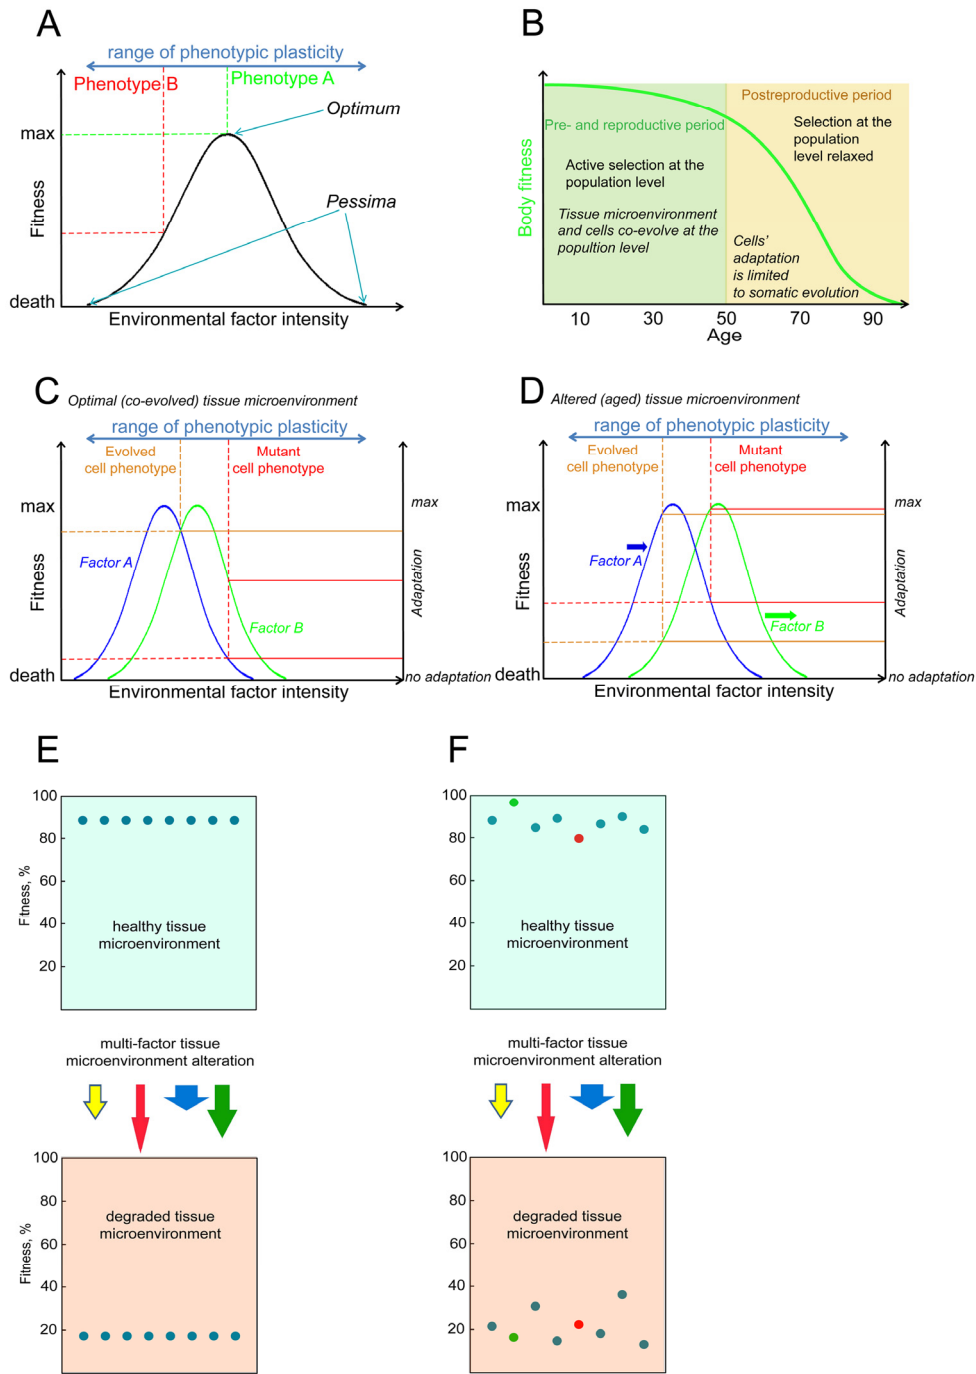 A
range of phenotypic plasticity
Phenotype B
Phenotype A
Optimum
max
Pessima
Fitness
death
Environmental factor intensity
B
Postreproductive period
Pre- and reproductive period
Selection at the
population
level relaxed
Active selection at the
population level
Tissue microenvironment
and cells co-evolve at the
popultion level
Cells’
adaptation
is limited
to somatic evolution
Body fitness
10 30 50 70 90
Age
C
Optimal (co-evolved) tissue microenvironment
range of phenotypic plasticity
Evolved
cell phenotype
Mutant
cell phenotype
max
max
Factor A
Factor B
Fitness
Adaptation
death
no adaptation
Environmental factor intensity
D
Altered (aged) tissue microenvironment
range of phenotypic plasticity
Evolved
cell phenotype
Mutant
cell phenotype
max
max
Factor A
Factor B
Fitness
Adaptation
death
no adaptation
Environmental factor intensity
E
100
80
60
40
20
Fitness, %
healthy tissue
microenvironment
multi-factor tissue
microenvironment alteration
100
80
60
40
20
Fitness, %
degraded tissue
microenvironment
F
100
80
60
40
20
healthy tissue
microenvironment
multi-factor tissue
microenvironment alteration
100
80
60
40
20
degraded tissue
microenvironment